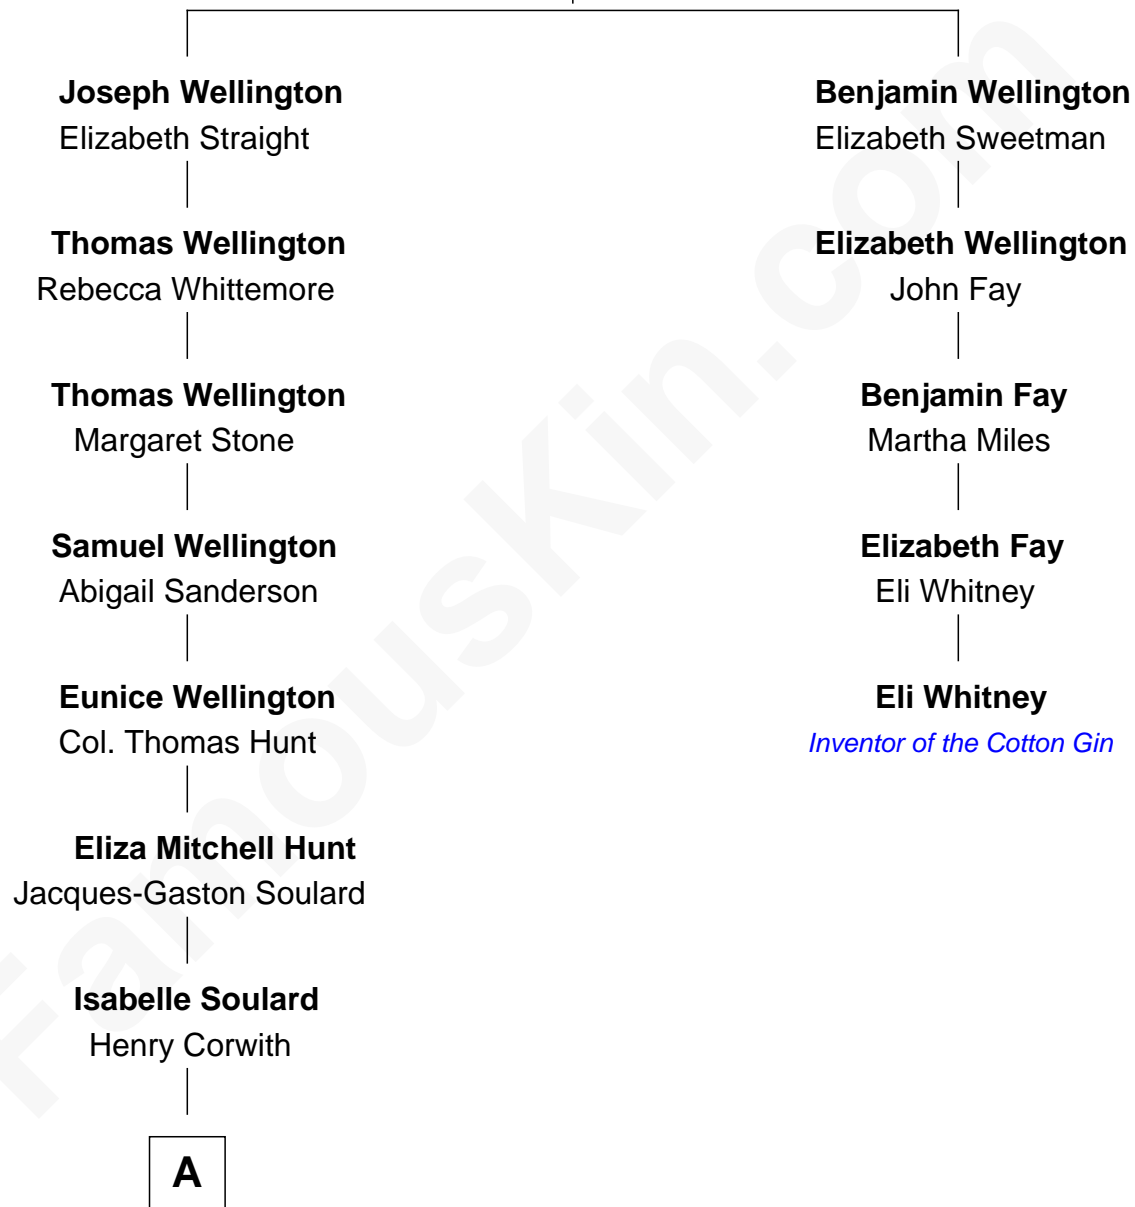 Joseph Wellington
Elizabeth Straight
Thomas Wellington
Rebecca Whittemore
Thomas Wellington
Margaret Stone
Samuel Wellington
Abigail Sanderson
Eunice Wellington
Col. Thomas Hunt
Eliza Mitchell Hunt
Jacques-Gaston Soulard
Isabelle Soulard
Henry Corwith
A
Benjamin Wellington
Elizabeth Sweetman
Elizabeth Wellington
John Fay
Benjamin Fay
Martha Miles
Elizabeth Fay
Eli Whitney
Eli Whitney
Inventor of the Cotton Gin
FamousKin.com